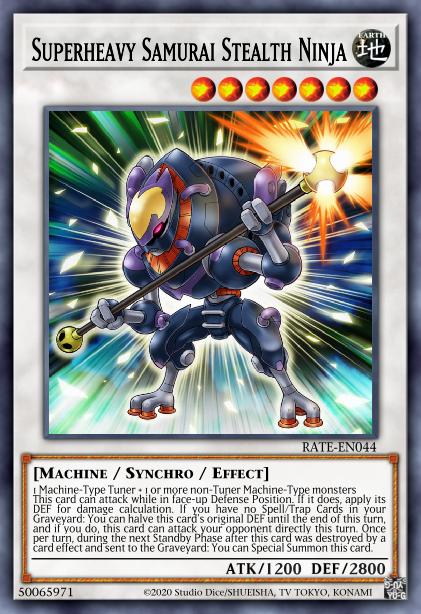 Superheavy Samurai Stealth Ninja
EARTH
地
RATE-EN044
[Machine / Synchro / Effect]
1 Machine-Type Tuner + 1 or more non-Tuner Machine-Type monsters
This card can attack while in face-up Defense Position. If it does, apply its
DEF for damage calculation. If you have no Spell/Trap Cards in your
Graveyard: You can halve this card's original DEF until the end of this turn,
and if you do, this card can attack your opponent directly this turn. Once
per turn, during the next Standby Phase after this card was destroyed by a
card effect and sent to the Graveyard: You can Special Summon this card.
ATK/1200 DEF/2800
50065971
©2020 Studio Dice/SHUEISHA, TV TOKYO, KONAMI